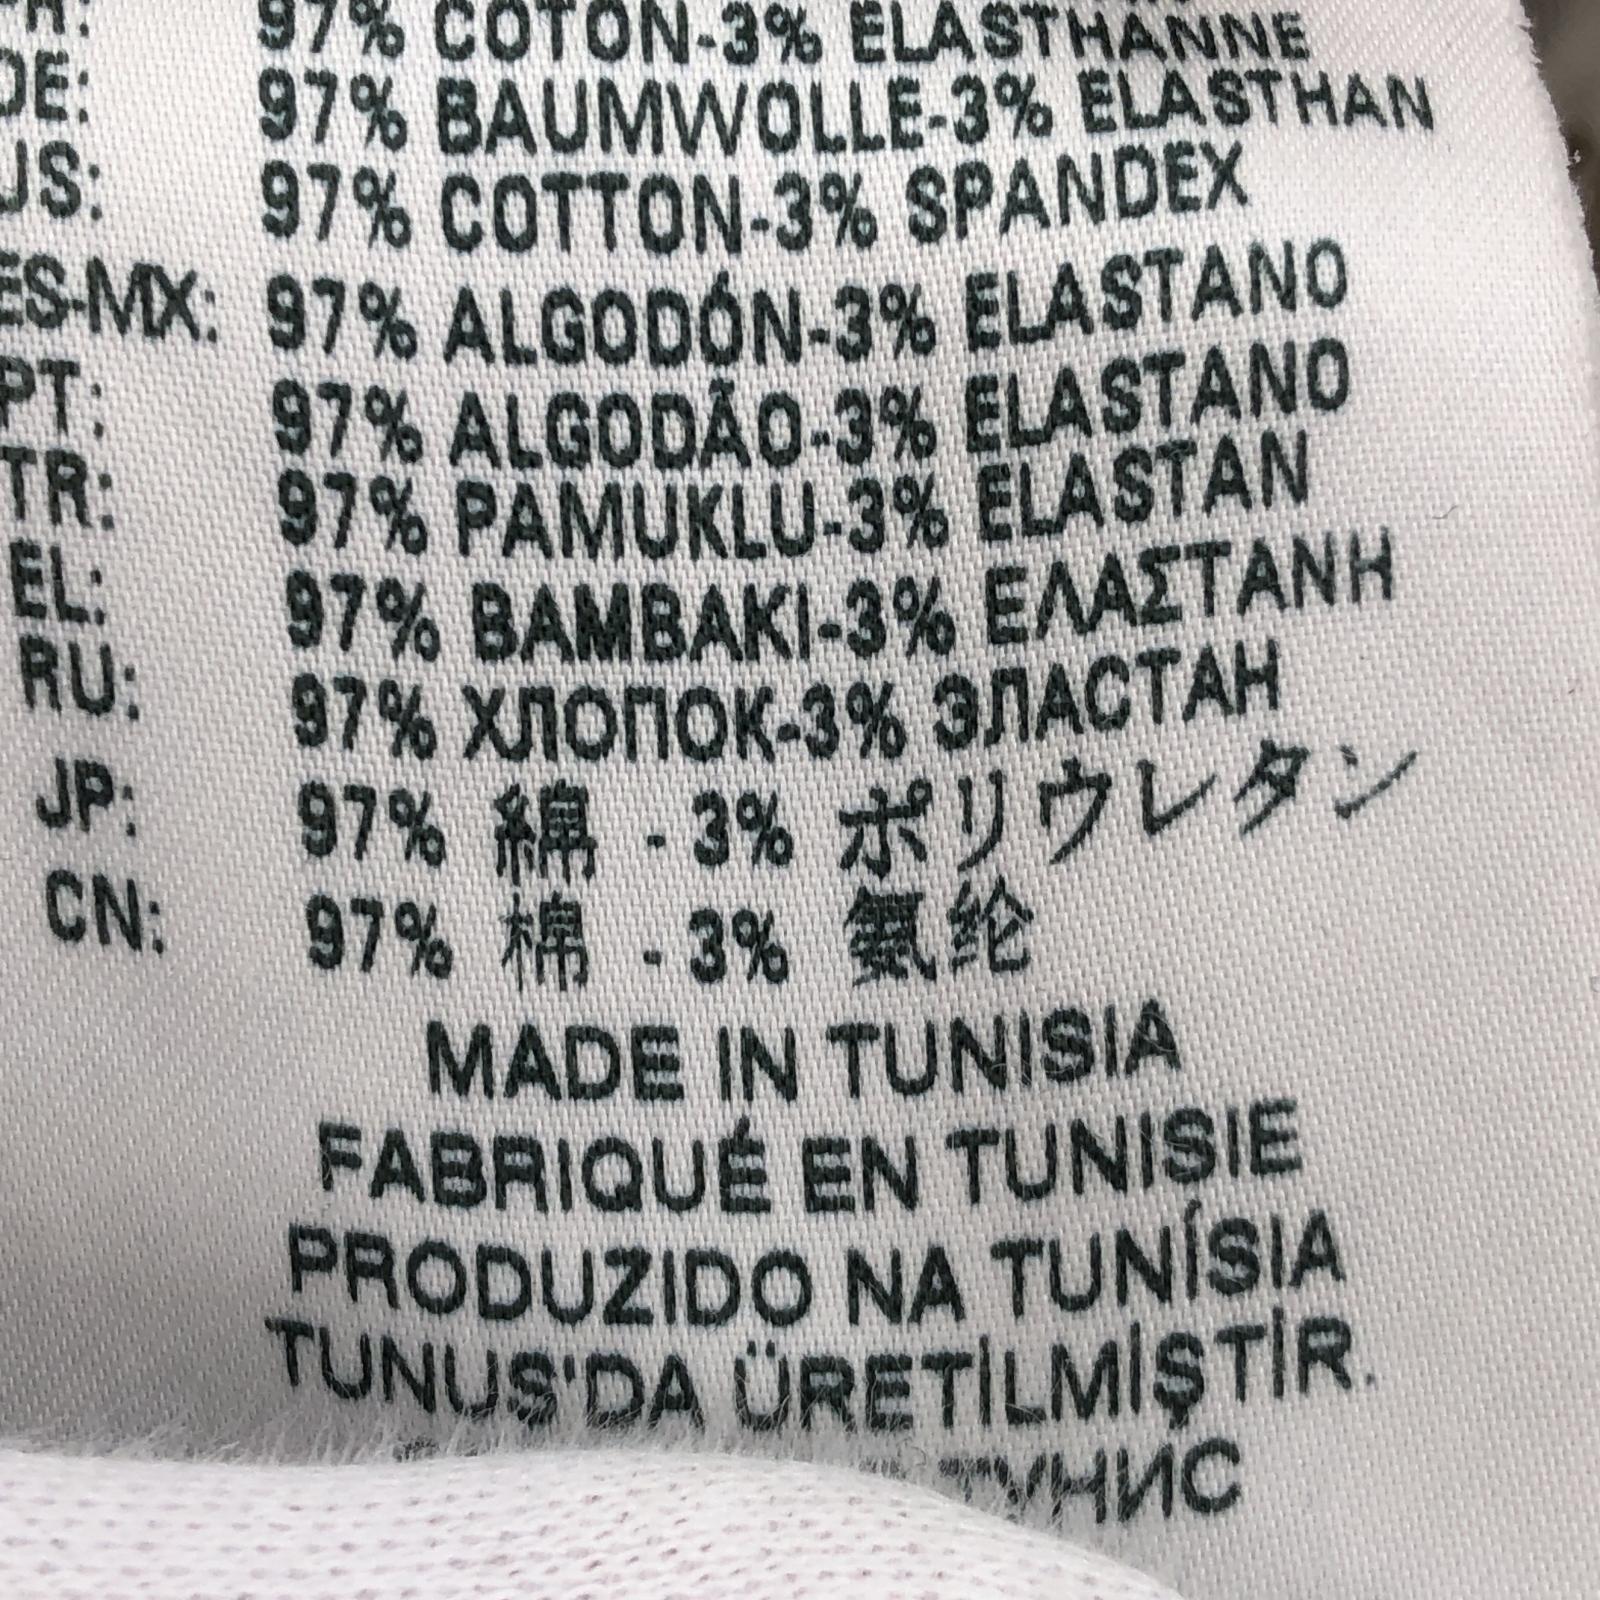 97% COTON-3% ELASTHANNE
DE: 97% BAUMWOLLE-3% ELASTHAN
US: 97% COTTON-3% SPANDEX
ES-MX: 97% ALGODÓN-3% ELASTANO
PT: 97% ALGODÃO-3% ELASTANO
TR: 97% PAMUKLU-3% ELASTAN
EL: 97% ΒΑΜΒΑΚΙ-3% ΕΛΑΣΤΑΝΗ
RU: 97% ХЛОПОК-3% ЭЛАСТАН
JP: 97% 綿 - 3% ポリウレタン
CN: 97% 棉 - 3% 氨纶
MADE IN TUNISIA
FABRIQUÉ EN TUNISIE
PRODUZIDO NA TUNÍSIA
TUNUS'DA ÜRETİLMİŞTİR.
ТУНИС